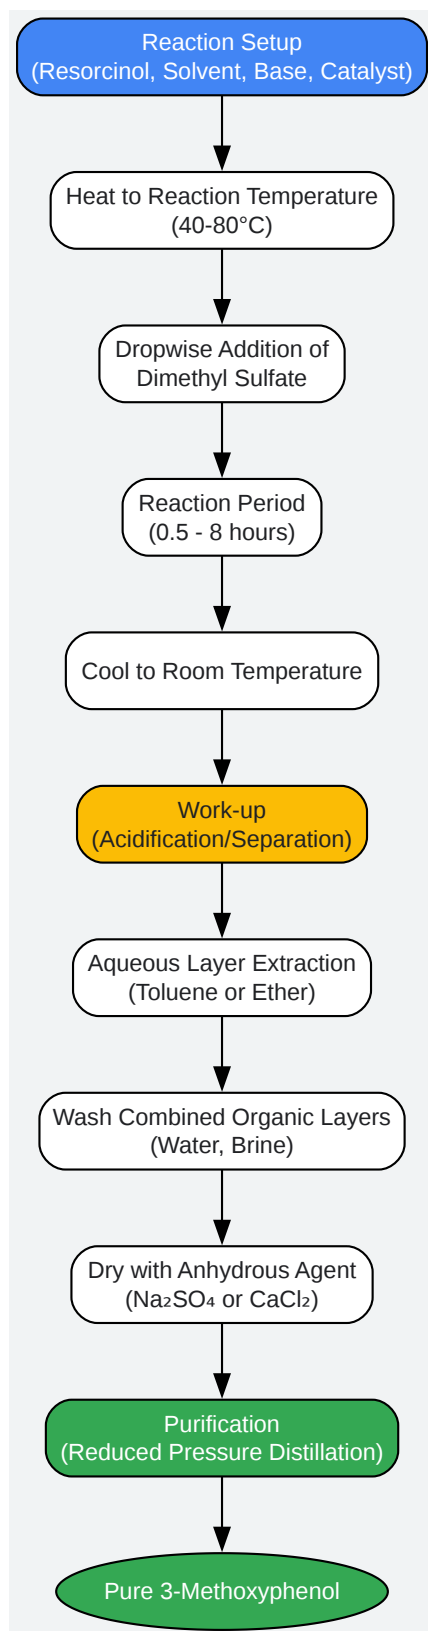 Reaction Setup
(Resorcinol, Solvent, Base, Catalyst)
Heat to Reaction Temperature
(40-80°C)
Dropwise Addition of
Dimethyl Sulfate
Reaction Period
(0.5 - 8 hours)
Cool to Room Temperature
Work-up
(Acidification/Separation)
Aqueous Layer Extraction
(Toluene or Ether)
Wash Combined Organic Layers
(Water, Brine)
Dry with Anhydrous Agent
(Na₂SO₄ or CaCl₂)
Purification
(Reduced Pressure Distillation)
Pure 3-Methoxyphenol